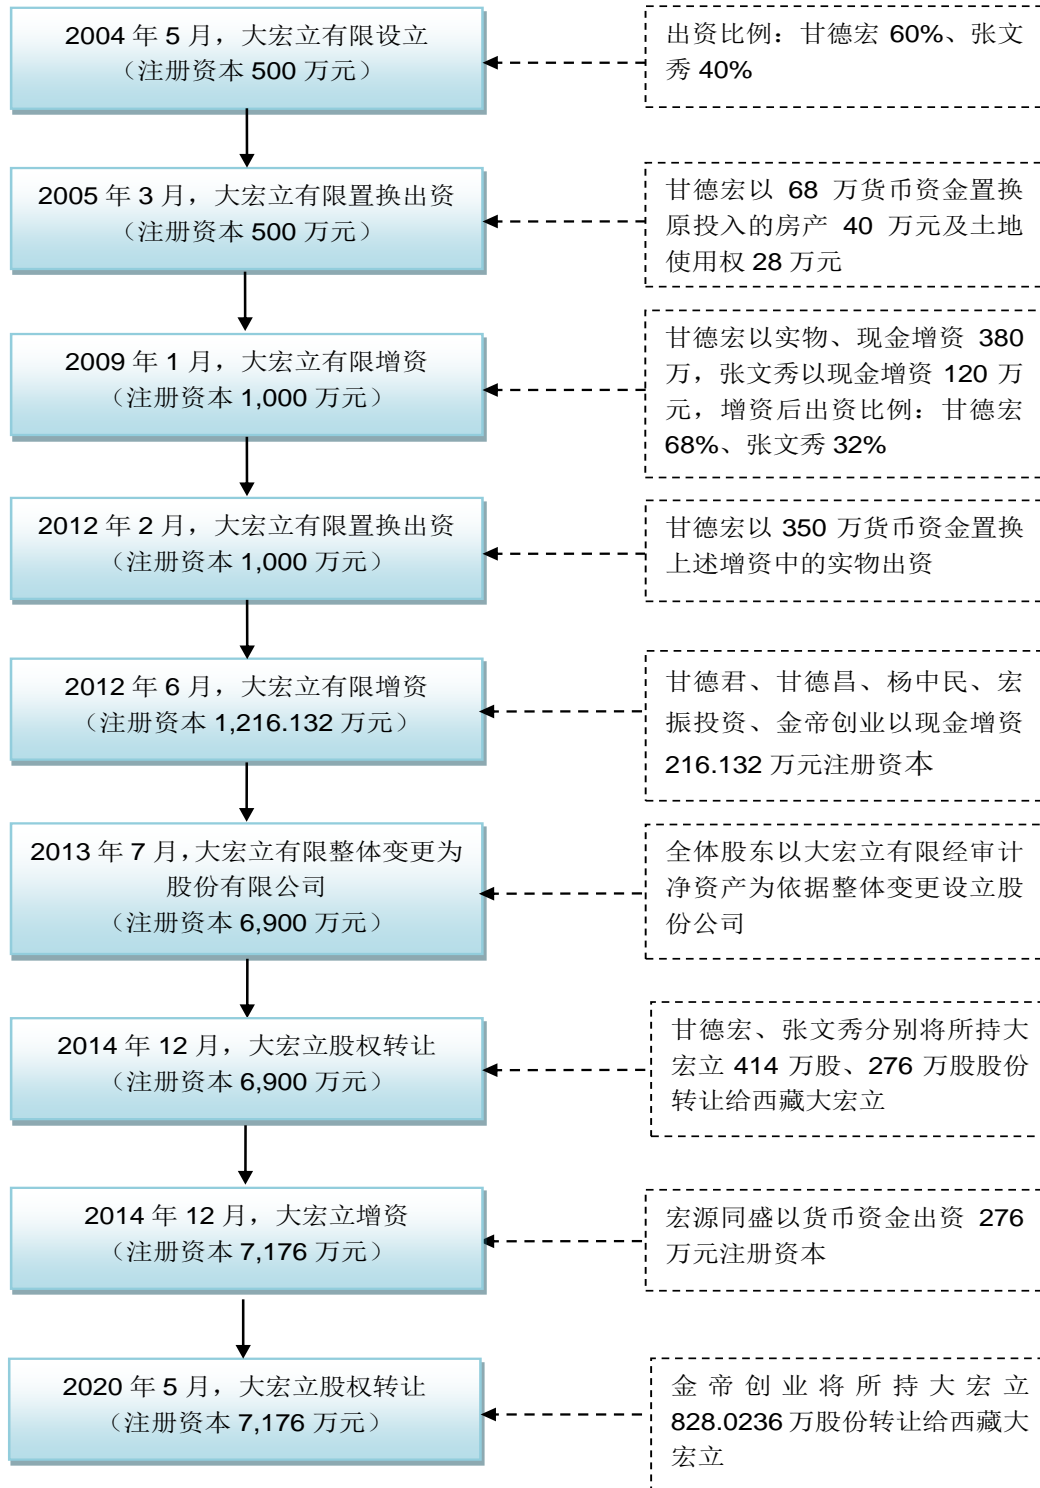 2004 年 5 月，大宏立有限设立
（注册资本 500 万元）
出资比例：甘德宏 60%、张文
秀 40%
2005 年 3 月，大宏立有限置换出资
（注册资本 500 万元）
甘德宏以 68 万货币资金置换
原投入的房产 40 万元及土地
使用权 28 万元
2009 年 1 月，大宏立有限增资
（注册资本 1,000 万元）
甘德宏以实物、现金增资 380
万，张文秀以现金增资 120 万
元，增资后出资比例：甘德宏
68%、张文秀 32%
2012 年 2 月，大宏立有限置换出资
（注册资本 1,000 万元）
甘德宏以 350 万货币资金置换
上述增资中的实物出资
2012 年 6 月，大宏立有限增资
（注册资本 1,216.132 万元）
甘德君、甘德昌、杨中民、宏
振投资、金帝创业以现金增资
216.132 万元注册资本
2013 年 7 月，大宏立有限整体变更为
股份有限公司
（注册资本 6,900 万元）
全体股东以大宏立有限经审计
净资产为依据整体变更设立股
份公司
2014 年 12 月，大宏立股权转让
（注册资本 6,900 万元）
甘德宏、张文秀分别将所持大
宏立 414 万股、276 万股股份
转让给西藏大宏立
2014 年 12 月，大宏立增资
（注册资本 7,176 万元）
宏源同盛以货币资金出资 276
万元注册资本
2020 年 5 月，大宏立股权转让
（注册资本 7,176 万元）
金帝创业将所持大宏立
828.0236 万股份转让给西藏大
宏立